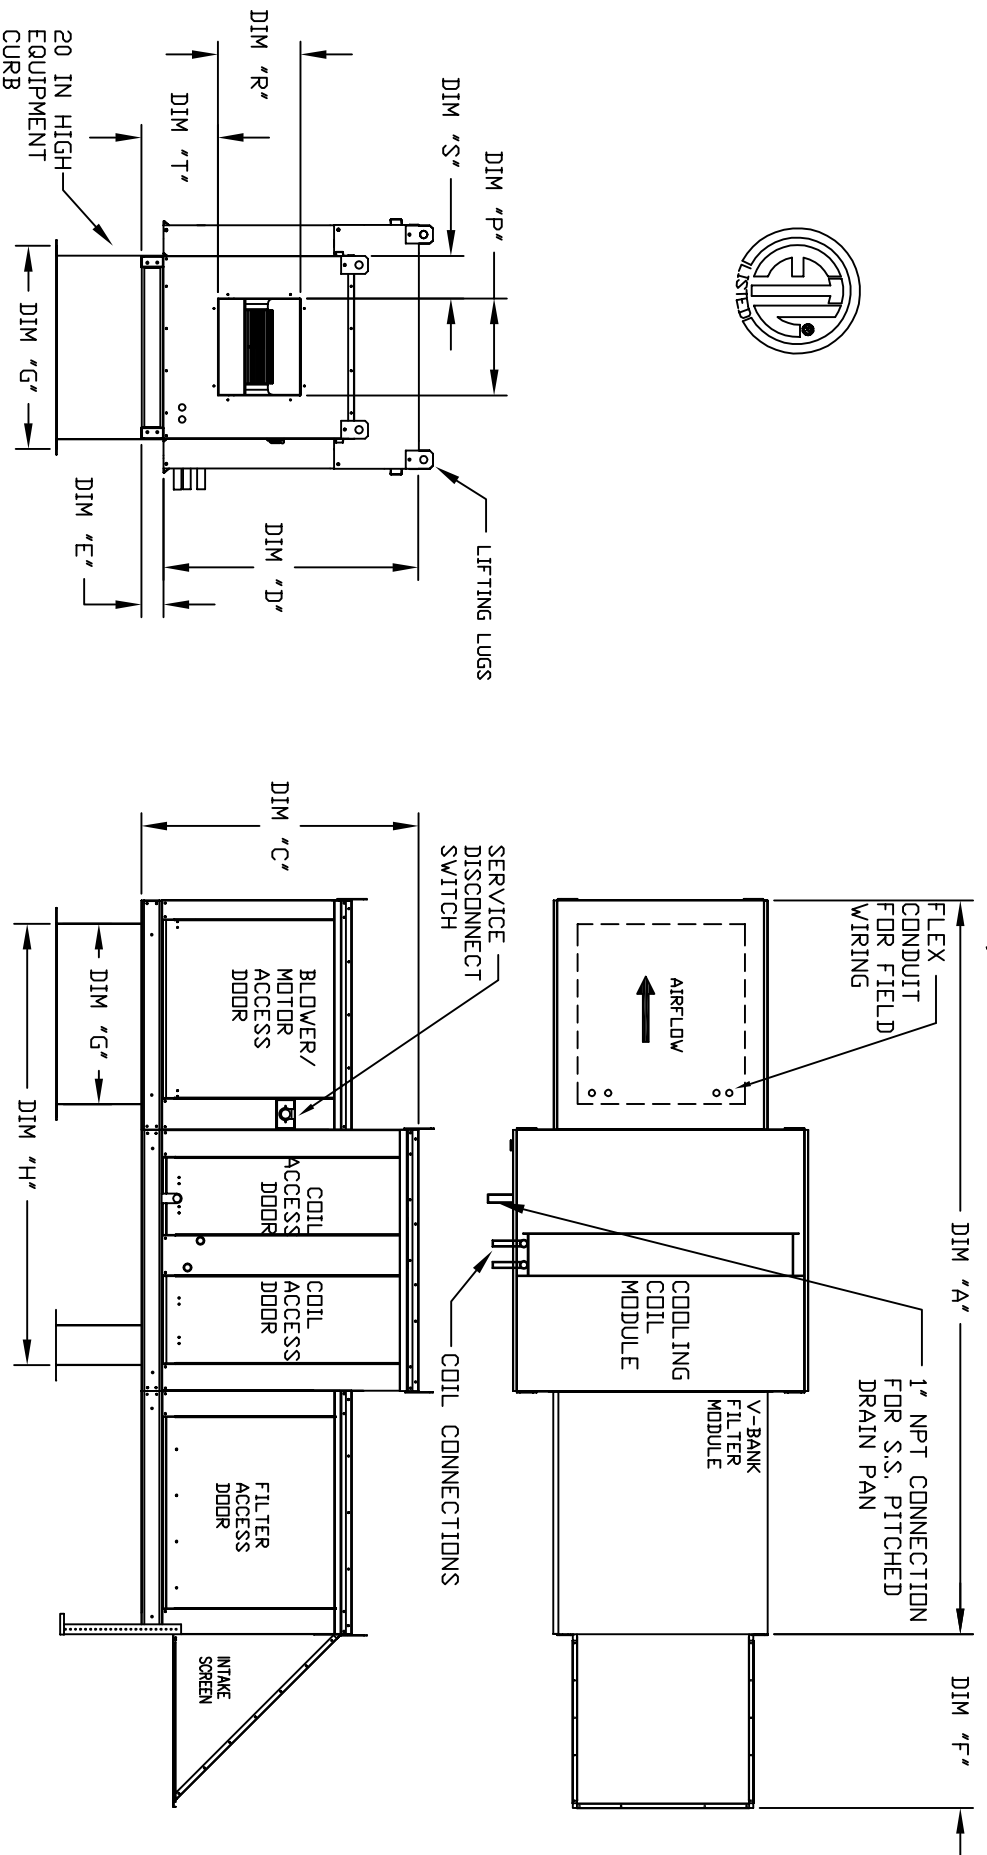 DIM "A"
DIM "F"
FLEX
CONDUIT
FOR FIELD
WIRING
1" NPT CONNECTION
FOR S.S. PITCHED
DRAIN PAN
LISTED
AIRFLOW
COOLING
COIL
MODULE
V-BANK
FILTER
MODULE
DIM "P"
DIM "S"
LIFTING LUGS
SERVICE
DISCONNECT
SWITCH
COIL CONNECTIONS
DIM "R"
DIM "D"
DIM "C"
BLOWER/
MOTOR
ACCESS
DOOR
COIL
ACCESS
DOOR
COIL
ACCESS
DOOR
FILTER
ACCESS
DOOR
INTAKE
SCREEN
DIM "T"
20 IN HIGH
EQUIPMENT
CURB
DIM "E"
DIM "G"
DIM "G"
DIM "H"